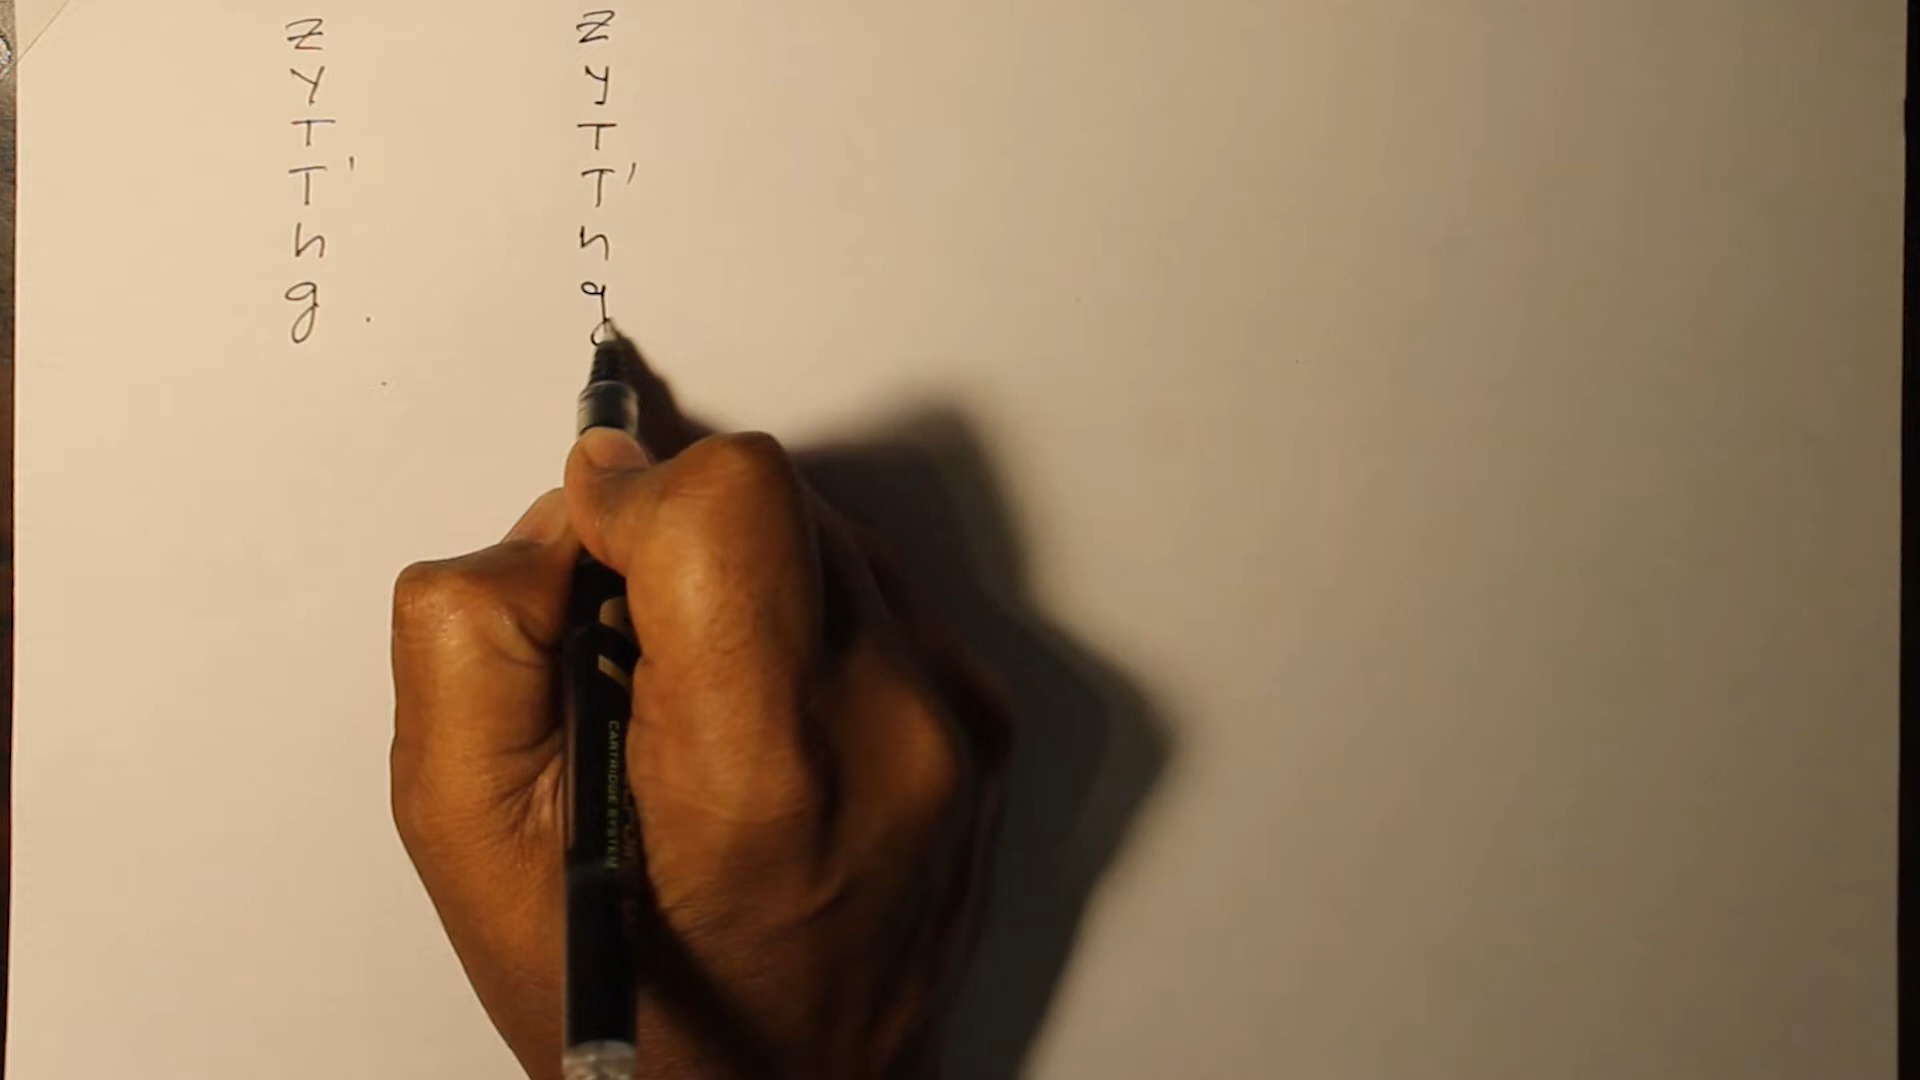 z z
y y
T T
T' T'
h h
g g
CARTRIDGE SYSTEM